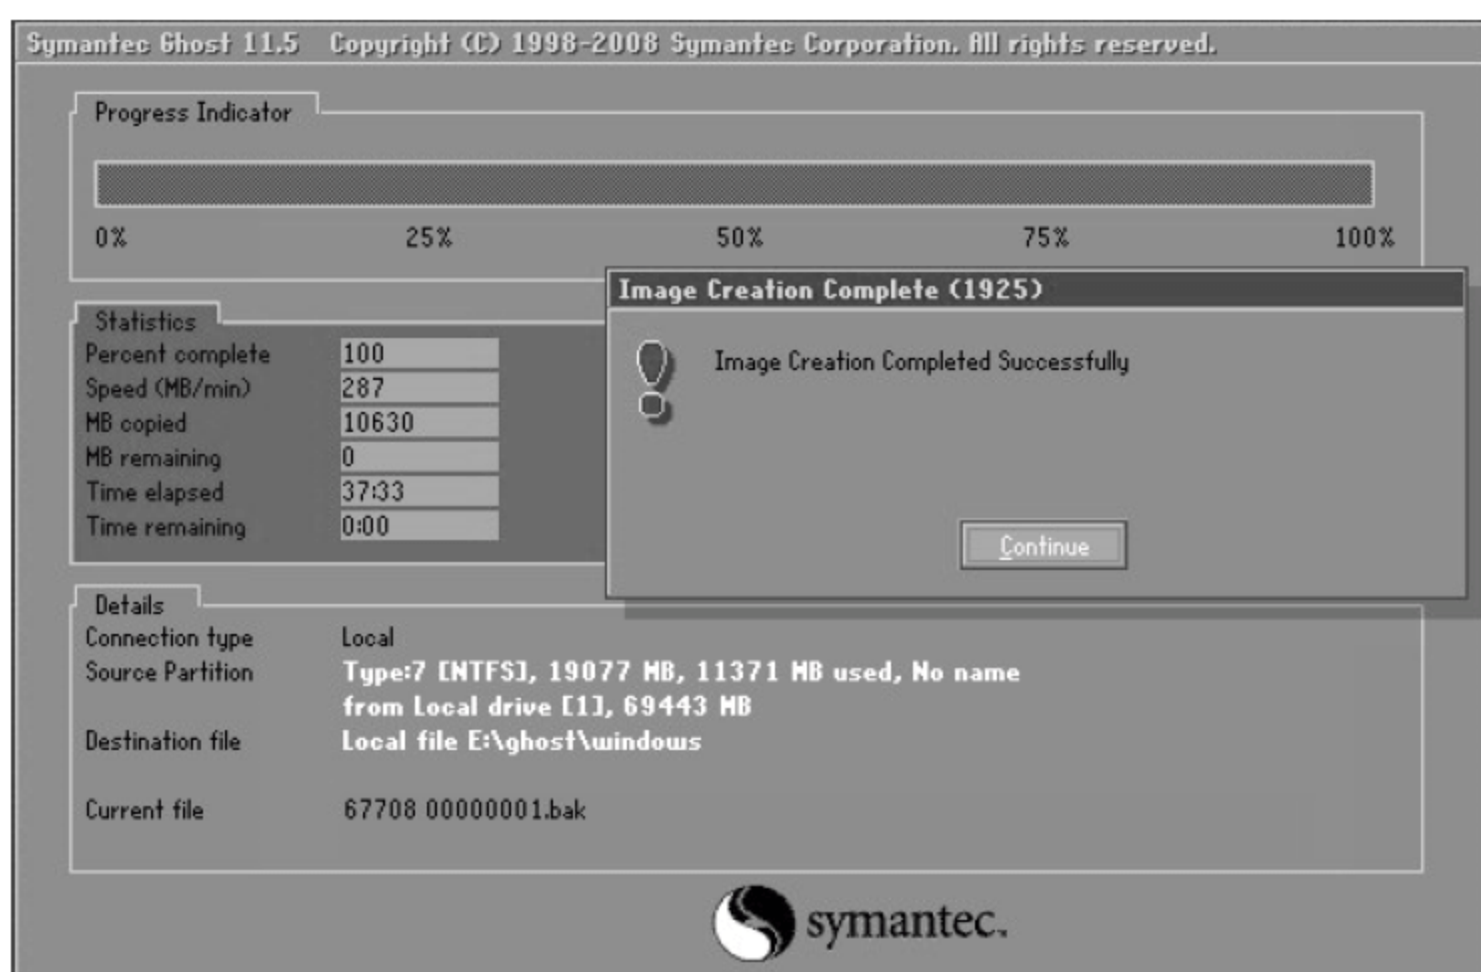 Symantec Ghost 11.5   Copyright (C) 1998-2008 Symantec Corporation. All rights reserved.
Progress Indicator
0% 25% 50% 75% 100%
Image Creation Complete (1925)
Image Creation Completed Successfully
Continue
Statistics
Percent complete 100
Speed (MB/min) 287
MB copied 10630
MB remaining 0
Time elapsed 37:33
Time remaining 0:00
Details
Connection type Local
Source Partition Type:7 [NTFS], 19077 MB, 11371 MB used, No name
from Local drive [1], 69443 MB
Destination file Local file E:\ghost\windows
Current file 67708 00000001.bak
symantec.